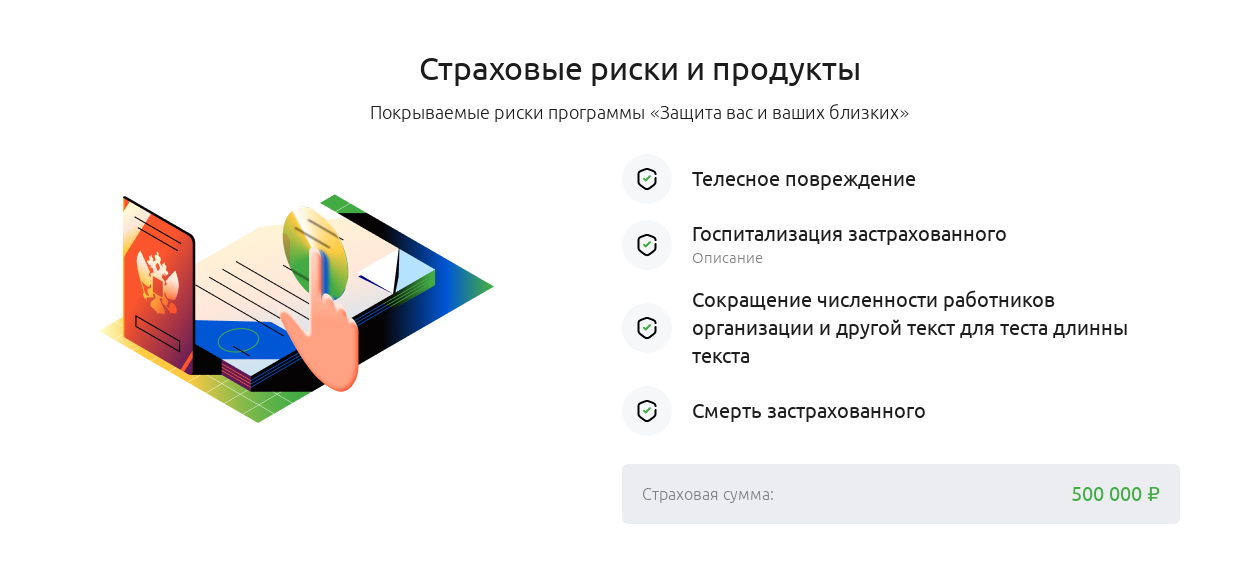 Страховые риски и продукты
Покрываемые риски программы «Защита вас и ваших близких»
Телесное повреждение
Госпитализация застрахованного
Описание
Сокращение численности работников
организации и другой текст для теста длинны
текста
Смерть застрахованного
Страховая сумма:
500 000 ₽